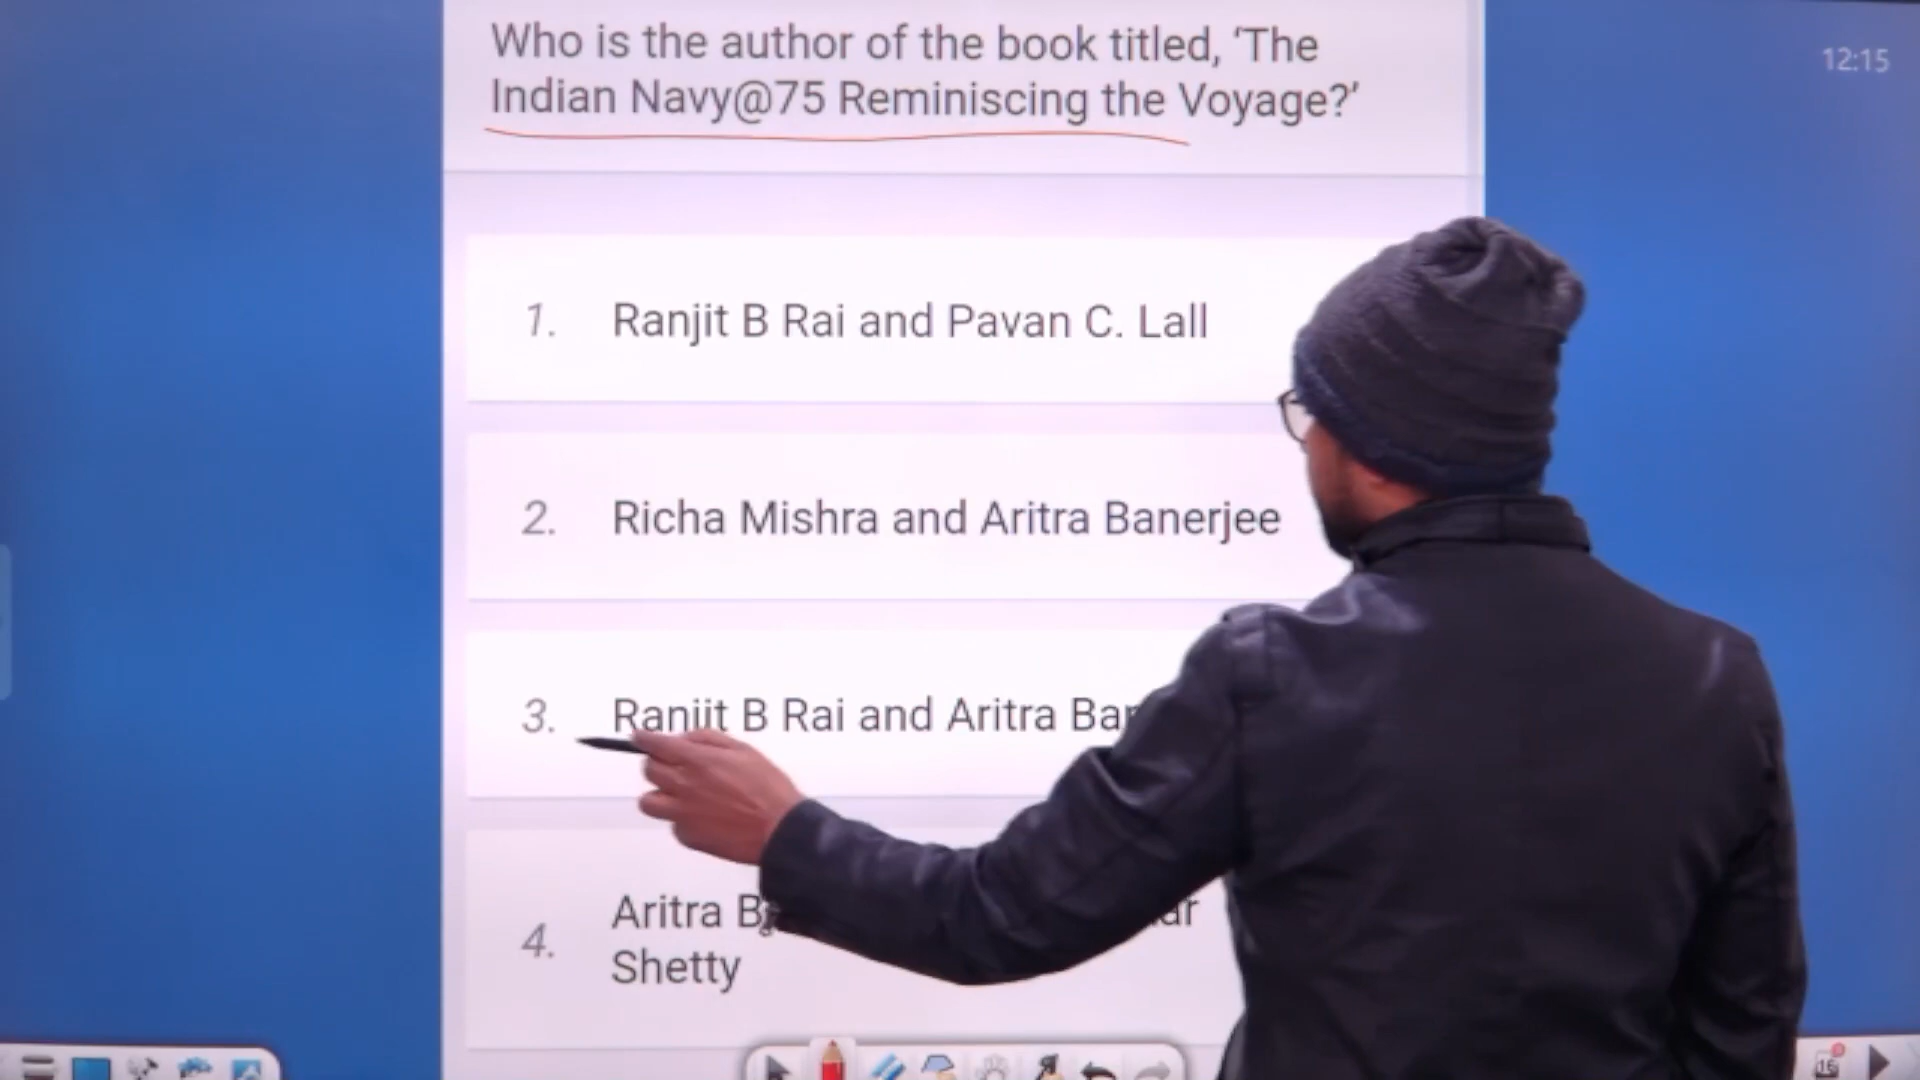 Who is the author of the book titled, ‘The
Indian Navy@75 Reminiscing the Voyage?’
12:15
1. Ranjit B Rai and Pavan C. Lall
2. Richa Mishra and Aritra Banerjee
3. Ranjit B Rai and Aritra
4. Aritra
Shetty
16